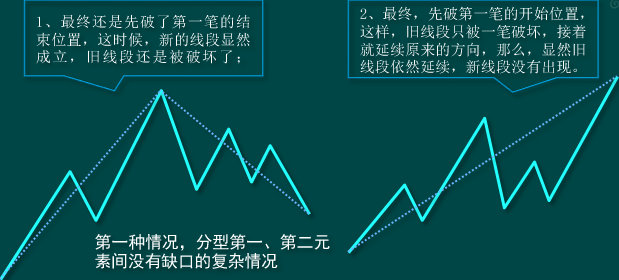 1、最终还是先破了第一笔的结
束位置，这时候，新的线段显然
成立，旧线段还是被破坏了；
2、最终，先破第一笔的开始位置，
这样，旧线段只被一笔破坏，接着
就延续原来的方向，那么，显然旧
线段依然延续，新线段没有出现。
第一种情况，分型第一、第二元
素间没有缺口的复杂情况